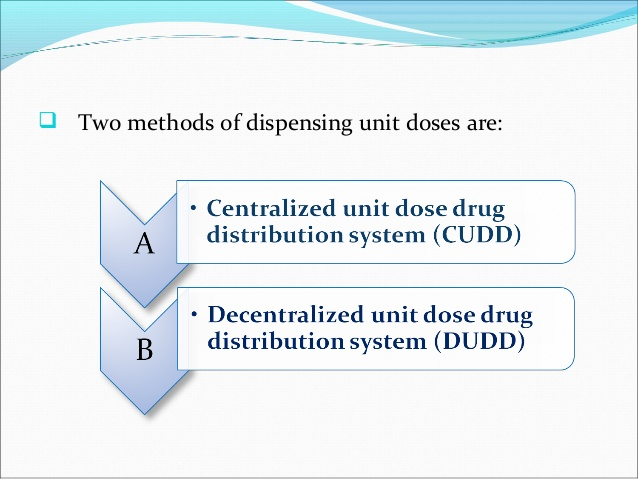 Two methods of dispensing unit doses are:
A
• Centralized unit dose drug
distribution system (CUDD)
B
• Decentralized unit dose drug
distribution system (DUDD)